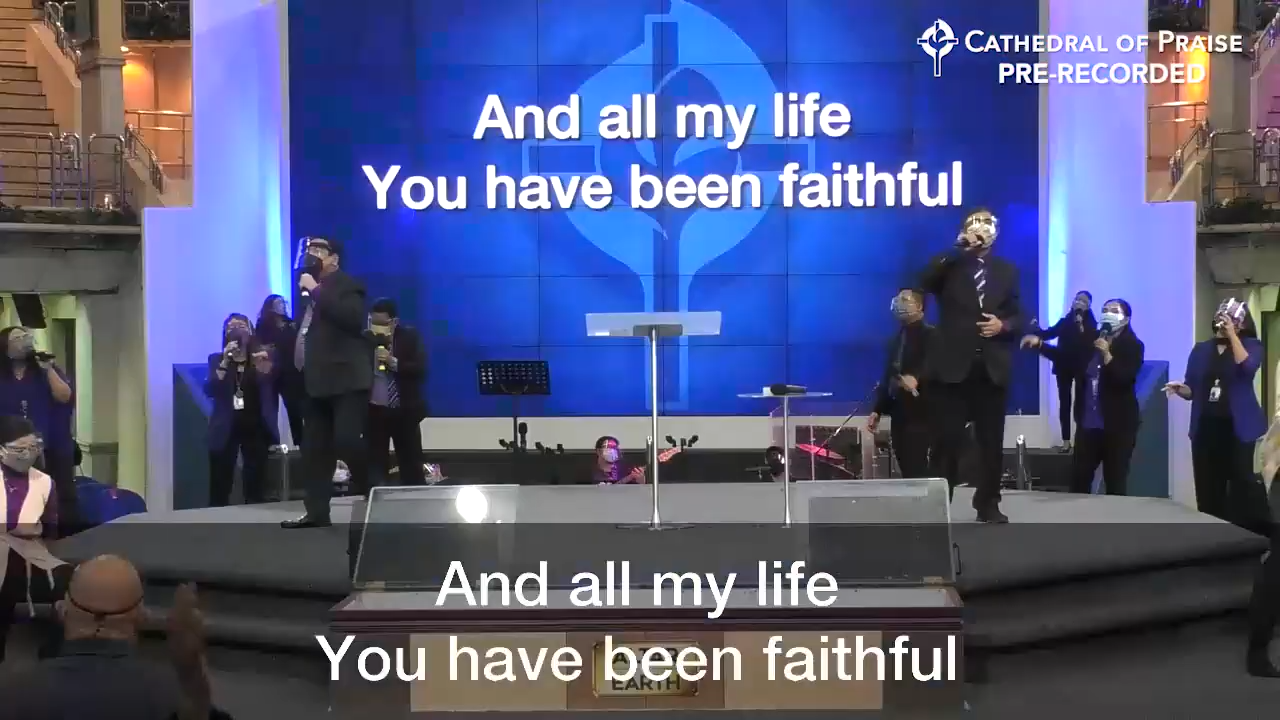 CATHEDRAL OF PRAISE
PRE-RECORDED
And all my life
You have been faithful
And all my life
You have been faithful
EARTH